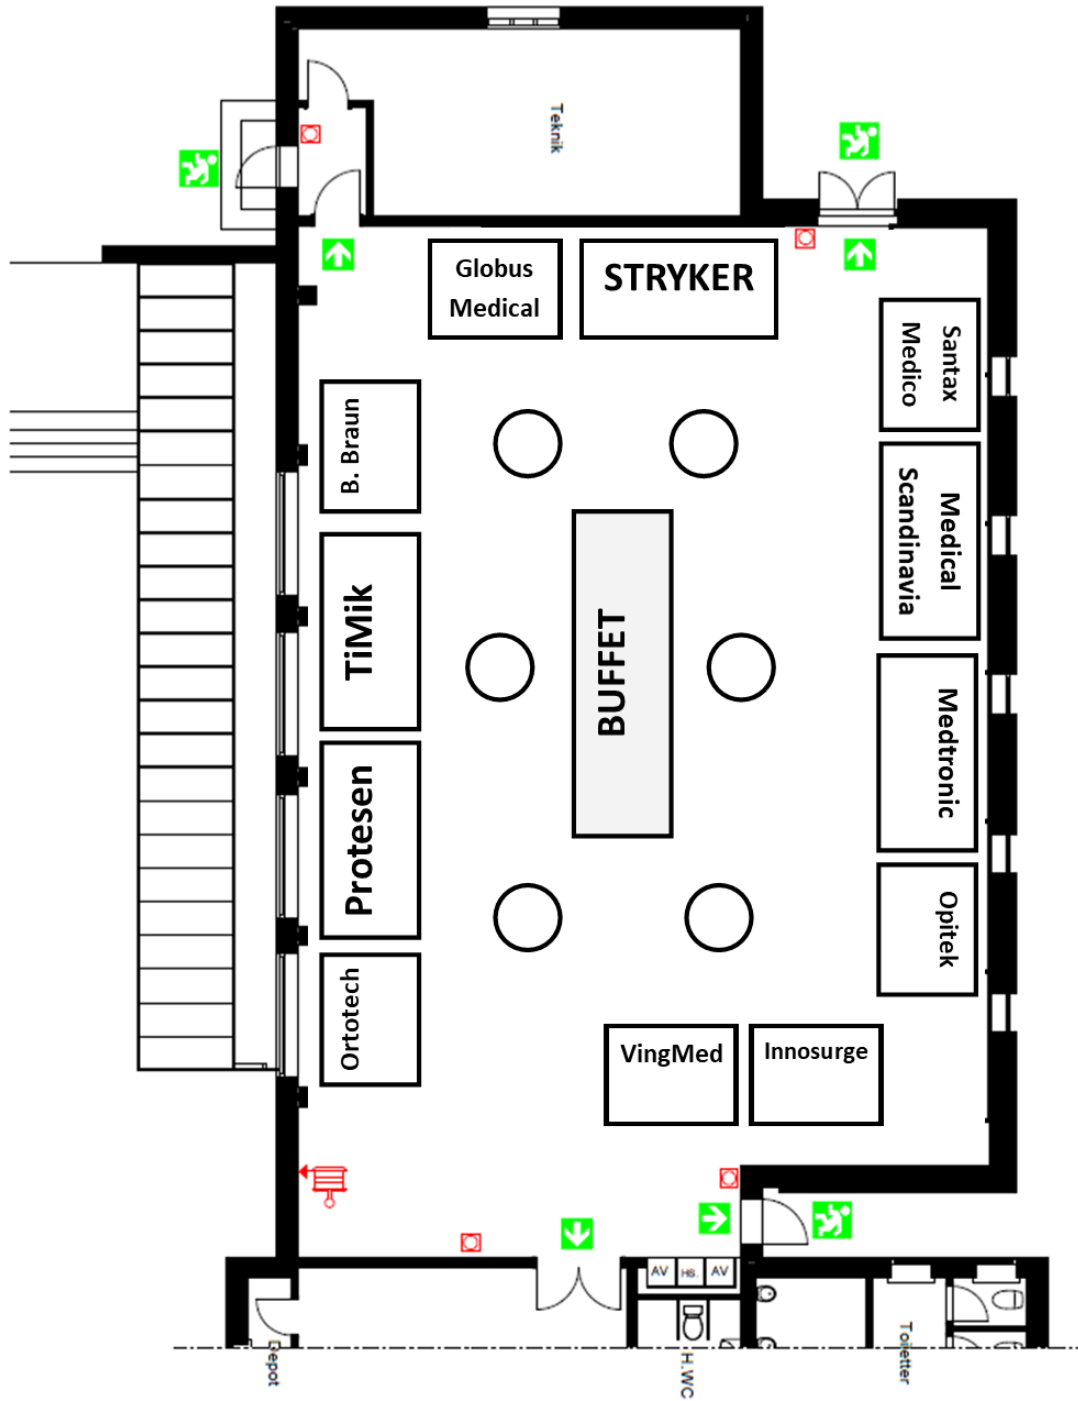 Teknik
Globus
Medical
STRYKER
Santax
Medico
B. Braun
Medical
Scandinavia
TiMik
BUFFET
Medtronic
Protesen
Opitek
Ortotech
VingMed
Innosurge
AV
HS.
AV
Depot
H.WC
Toiletter